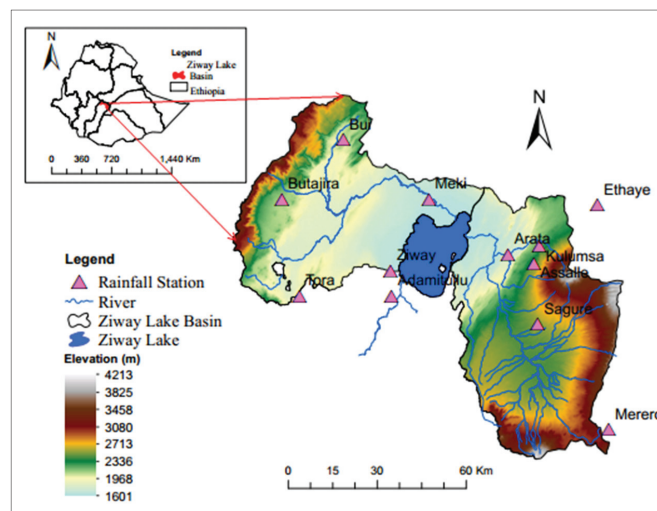 N
Legend
Ziway Lake
Basin
Ethiopia
0 360 720 1,440 Km
N
Bui
Butajira
Meki
Ethaye
Arata
Kulumsa
Assalle
Ziway
Adamitullu
Tora
Sagure
Merero
Legend
Rainfall Station
River
Ziway Lake Basin
Ziway Lake
Elevation (m)
4213
3825
3458
3080
2713
2336
1968
1601
0 30 60 Km